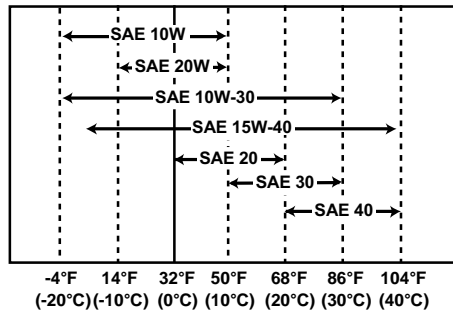 SAE 10W
SAE 20W
SAE 10W-30
SAE 15W-40
SAE 20
SAE 30
SAE 40
-4°F 14°F 32°F 50°F 68°F 86°F 104°F
(-20°C) (-10°C) (0°C) (10°C) (20°C) (30°C) (40°C)